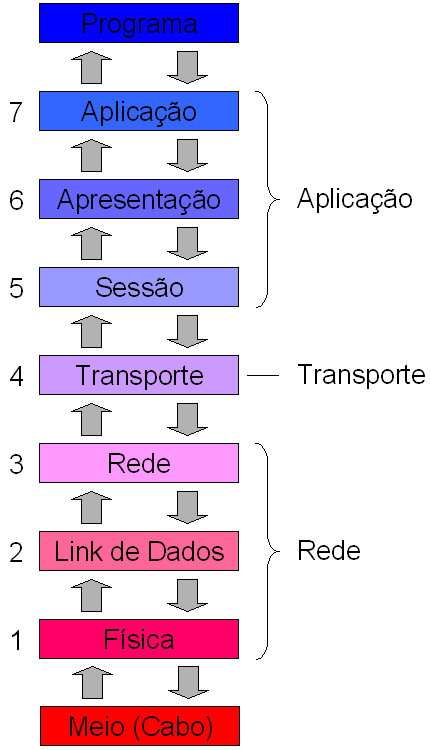 Programa
7 Aplicação
6 Apresentação Aplicação
5 Sessão
4 Transporte Transporte
3 Rede
2 Link de Dados Rede
1 Física
Meio (Cabo)